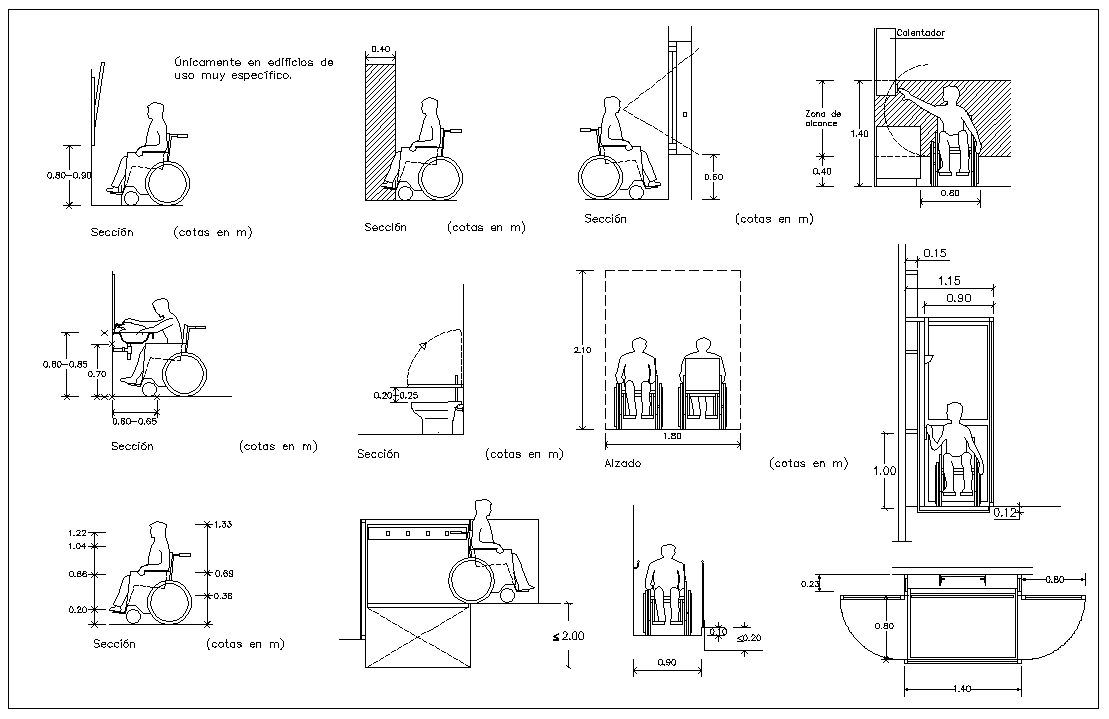 Únicamente en edificios de
uso muy específico.
0.80-0.90
Sección
(cotas en m)
0.40
Sección
(cotas en m)
0.60
Sección
(cotas en m)
Calentador
Zona de
alcance
1.40
0.40
0.80
0.80-0.85
0.70
0.60-0.65
Sección
(cotas en m)
0.20-0.25
Sección
(cotas en m)
2.10
1.80
Alzado
(cotas en m)
0.15
1.15
0.90
1.00
0.12
1.22
1.04
0.66
0.20
1.33
0.69
0.38
Sección
(cotas en m)
≤ 2.00
0.10
≤0.20
0.90
0.23
0.80
0.80
1.40